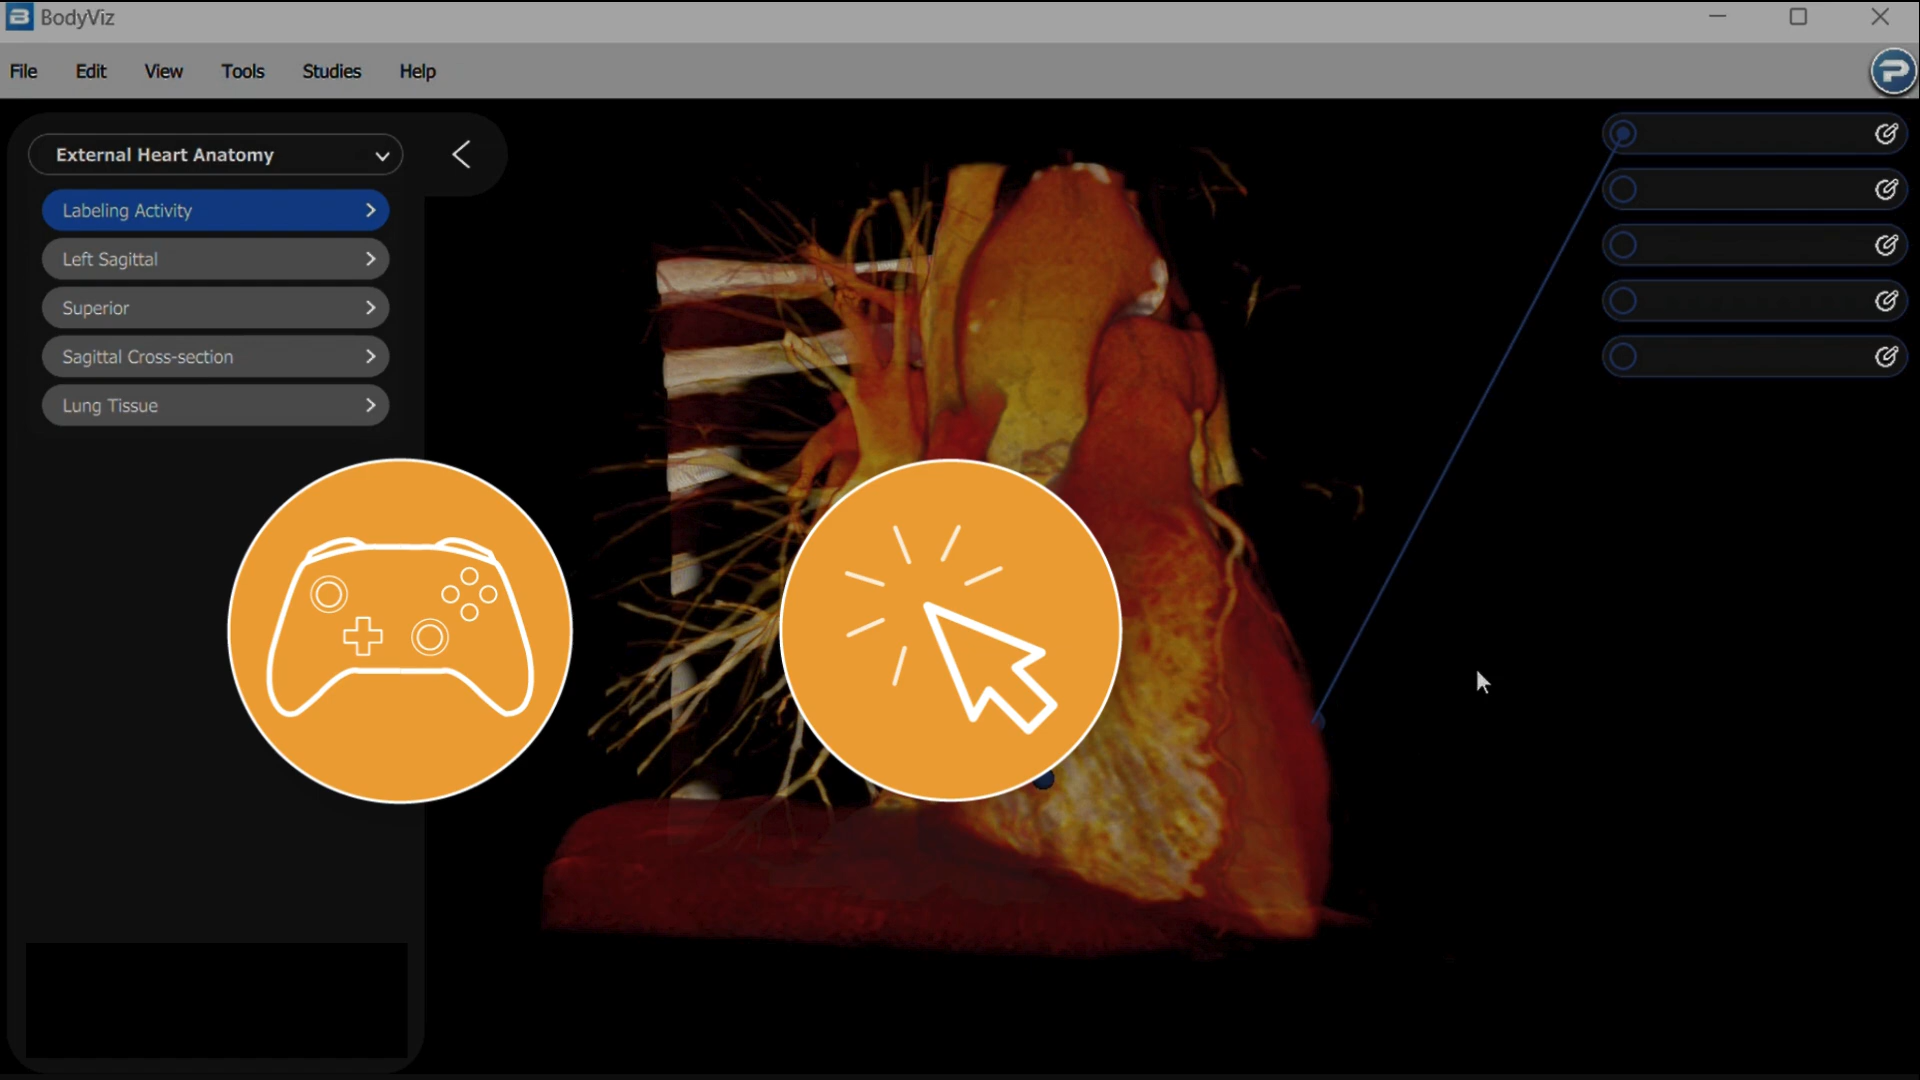 BodyViz
File Edit View Tools Studies Help
External Heart Anatomy
Labeling Activity
Left Sagittal
Superior
Sagittal Cross-section
Lung Tissue